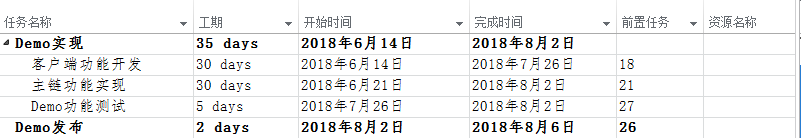 任务名称 工期 开始时间 完成时间 前置任务 资源名称
Demo实现 35 days 2018年6月14日 2018年8月2日
客户端功能开发 30 days 2018年6月14日 2018年7月26日 18
主链功能实现 30 days 2018年6月21日 2018年8月2日 21
Demo功能测试 5 days 2018年7月26日 2018年8月2日 27
Demo发布 2 days 2018年8月2日 2018年8月6日 26